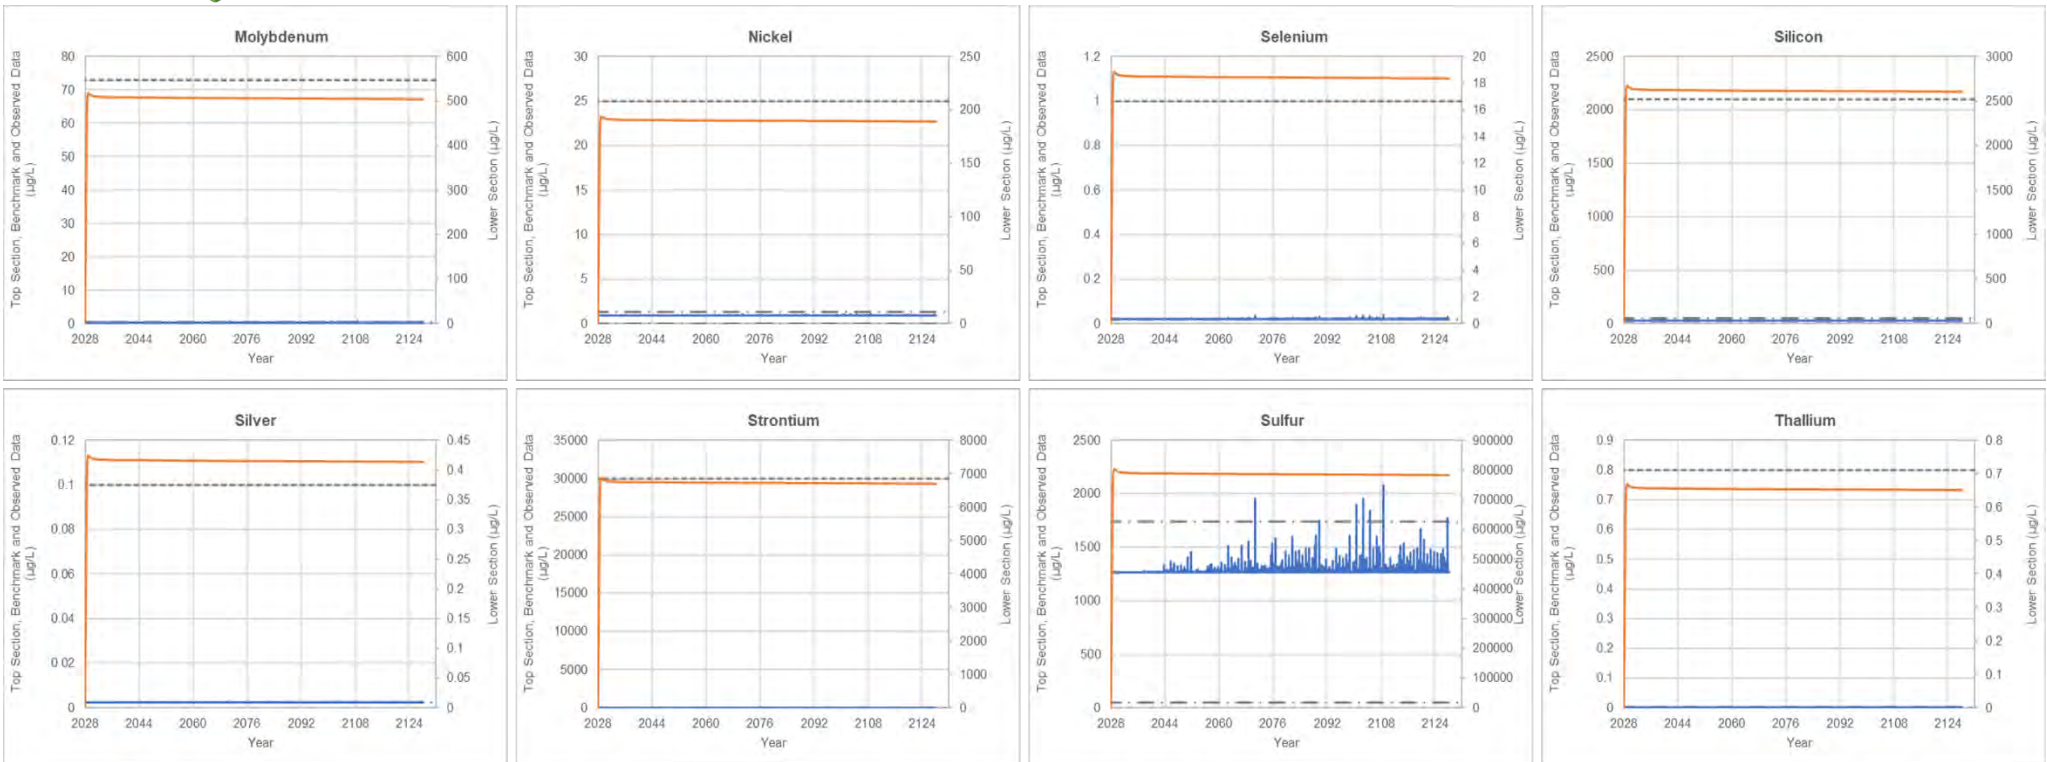 Molybdenum
Top Section, Benchmark and Observed Data
(µg/L)
80
70
60
50
40
30
20
10
0
600
500
400
300
200
100
0
Lower Section (µg/L)
2028 2044 2060 2076 2092 2108 2124
Year
Nickel
Top Section, Benchmark and Observed Data
(µg/L)
30
25
20
15
10
5
0
250
200
150
100
50
0
Lower Section (µg/L)
2028 2044 2060 2076 2092 2108 2124
Year
Selenium
Top Section, Benchmark and Observed Data
(µg/L)
1.2
1
0.8
0.6
0.4
0.2
0
20
18
16
14
12
10
8
6
4
2
0
Lower Section (µg/L)
2028 2044 2060 2076 2092 2108 2124
Year
Silicon
Top Section, Benchmark and Observed Data
(µg/L)
2500
2000
1500
1000
500
0
3000
2500
2000
1500
1000
500
0
Lower Section (µg/L)
2028 2044 2060 2076 2092 2108 2124
Year
Silver
Top Section, Benchmark and Observed Data
(µg/L)
0.12
0.1
0.08
0.06
0.04
0.02
0
0.45
0.4
0.35
0.3
0.25
0.2
0.15
0.1
0.05
0
Lower Section (µg/L)
2028 2044 2060 2076 2092 2108 2124
Year
Strontium
Top Section, Benchmark and Observed Data
(µg/L)
35000
30000
25000
20000
15000
10000
5000
0
8000
7000
6000
5000
4000
3000
2000
1000
0
Lower Section (µg/L)
2028 2044 2060 2076 2092 2108 2124
Year
Sulfur
Top Section, Benchmark and Observed Data
(µg/L)
2500
2000
1500
1000
500
0
900000
800000
700000
600000
500000
400000
300000
200000
100000
0
Lower Section (µg/L)
2028 2044 2060 2076 2092 2108 2124
Year
Thallium
Top Section, Benchmark and Observed Data
(µg/L)
0.9
0.8
0.7
0.6
0.5
0.4
0.3
0.2
0.1
0
0.8
0.7
0.6
0.5
0.4
0.3
0.2
0.1
0
Lower Section (µg/L)
2028 2044 2060 2076 2092 2108 2124
Year